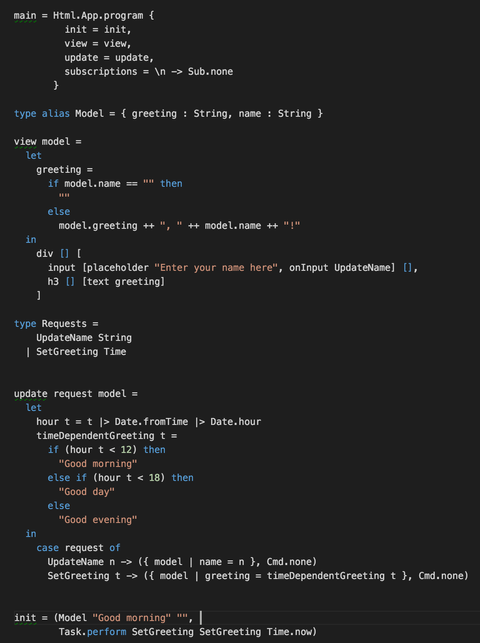 main = Html.App.program {
         init = init,
         view = view,
         update = update,
         subscriptions = \n -> Sub.none
       }

type alias Model = { greeting : String, name : String }

view model =
  let
    greeting =
      if model.name == "" then
        ""
      else
        model.greeting ++ ", " ++ model.name ++ "!"
  in
    div [] [
      input [placeholder "Enter your name here", onInput UpdateName] [],
      h3 [] [text greeting]
    ]

type Requests =
    UpdateName String
  | SetGreeting Time


update request model =
  let
    hour t = t |> Date.fromTime |> Date.hour
    timeDependentGreeting t =
      if (hour t < 12) then
        "Good morning"
      else if (hour t < 18) then
        "Good day"
      else
        "Good evening"
  in
    case request of
      UpdateName n -> ({ model | name = n }, Cmd.none)
      SetGreeting t -> ({ model | greeting = timeDependentGreeting t }, Cmd.none)


init = (Model "Good morning" "",
        Task.perform SetGreeting SetGreeting Time.now)